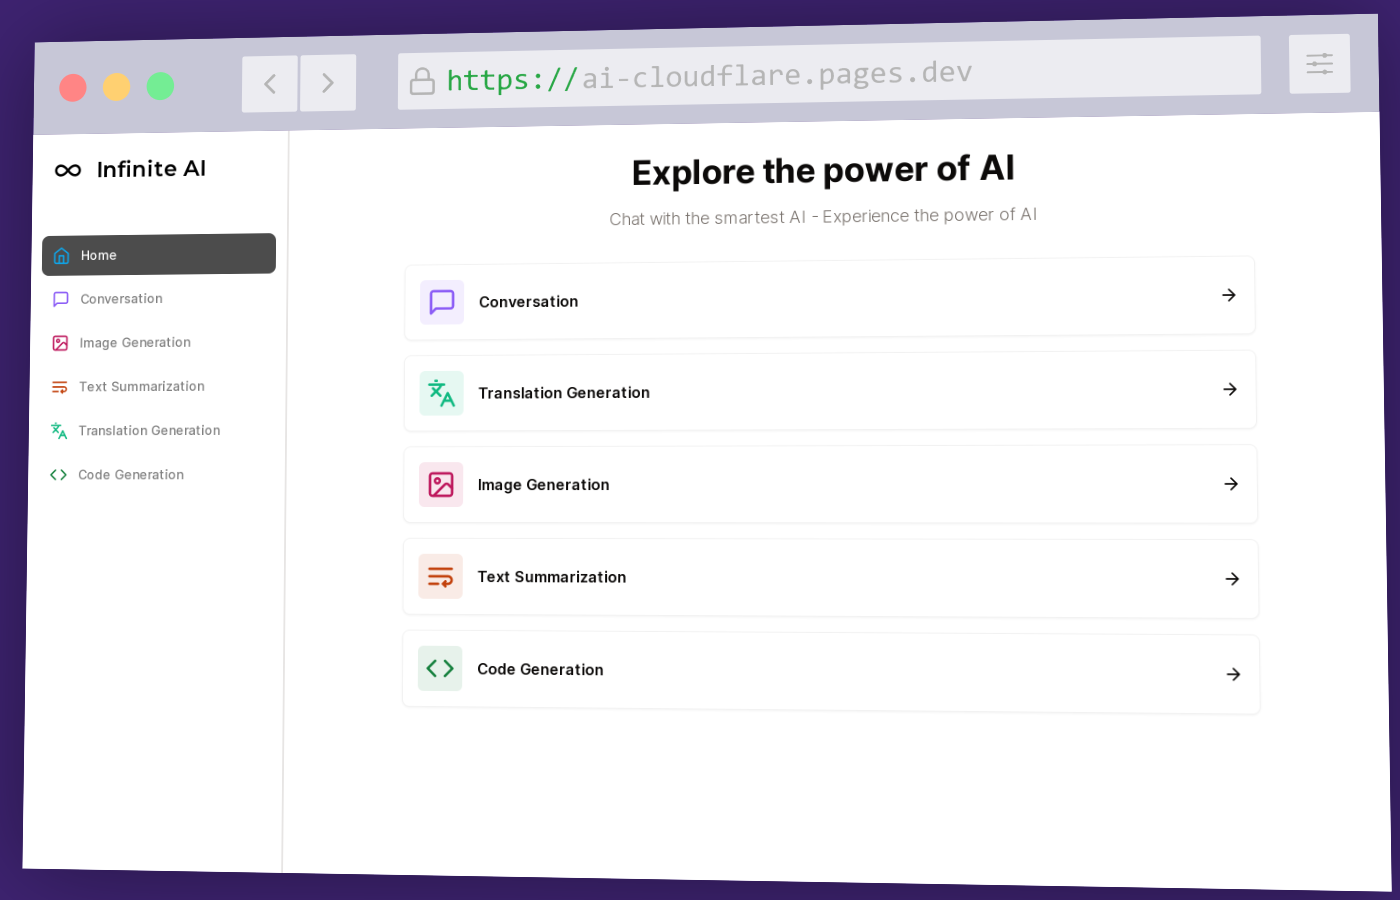 https://ai-cloudflare.pages.dev
Infinite AI
Home
Conversation
Image Generation
Text Summarization
Translation Generation
Code Generation
Explore the power of AI
Chat with the smartest AI - Experience the power of AI
Conversation
Translation Generation
Image Generation
Text Summarization
Code Generation